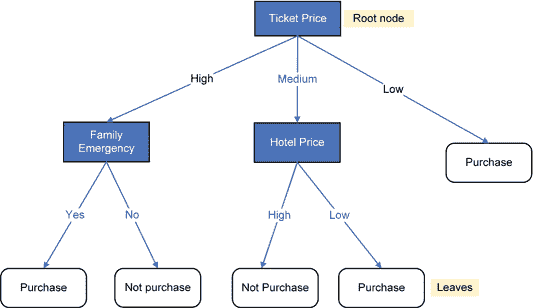 Ticket Price
Root node
High
Medium
Low
Family
Emergency
Hotel Price
Purchase
Yes
No
High
Low
Purchase
Not purchase
Not Purchase
Purchase
Leaves